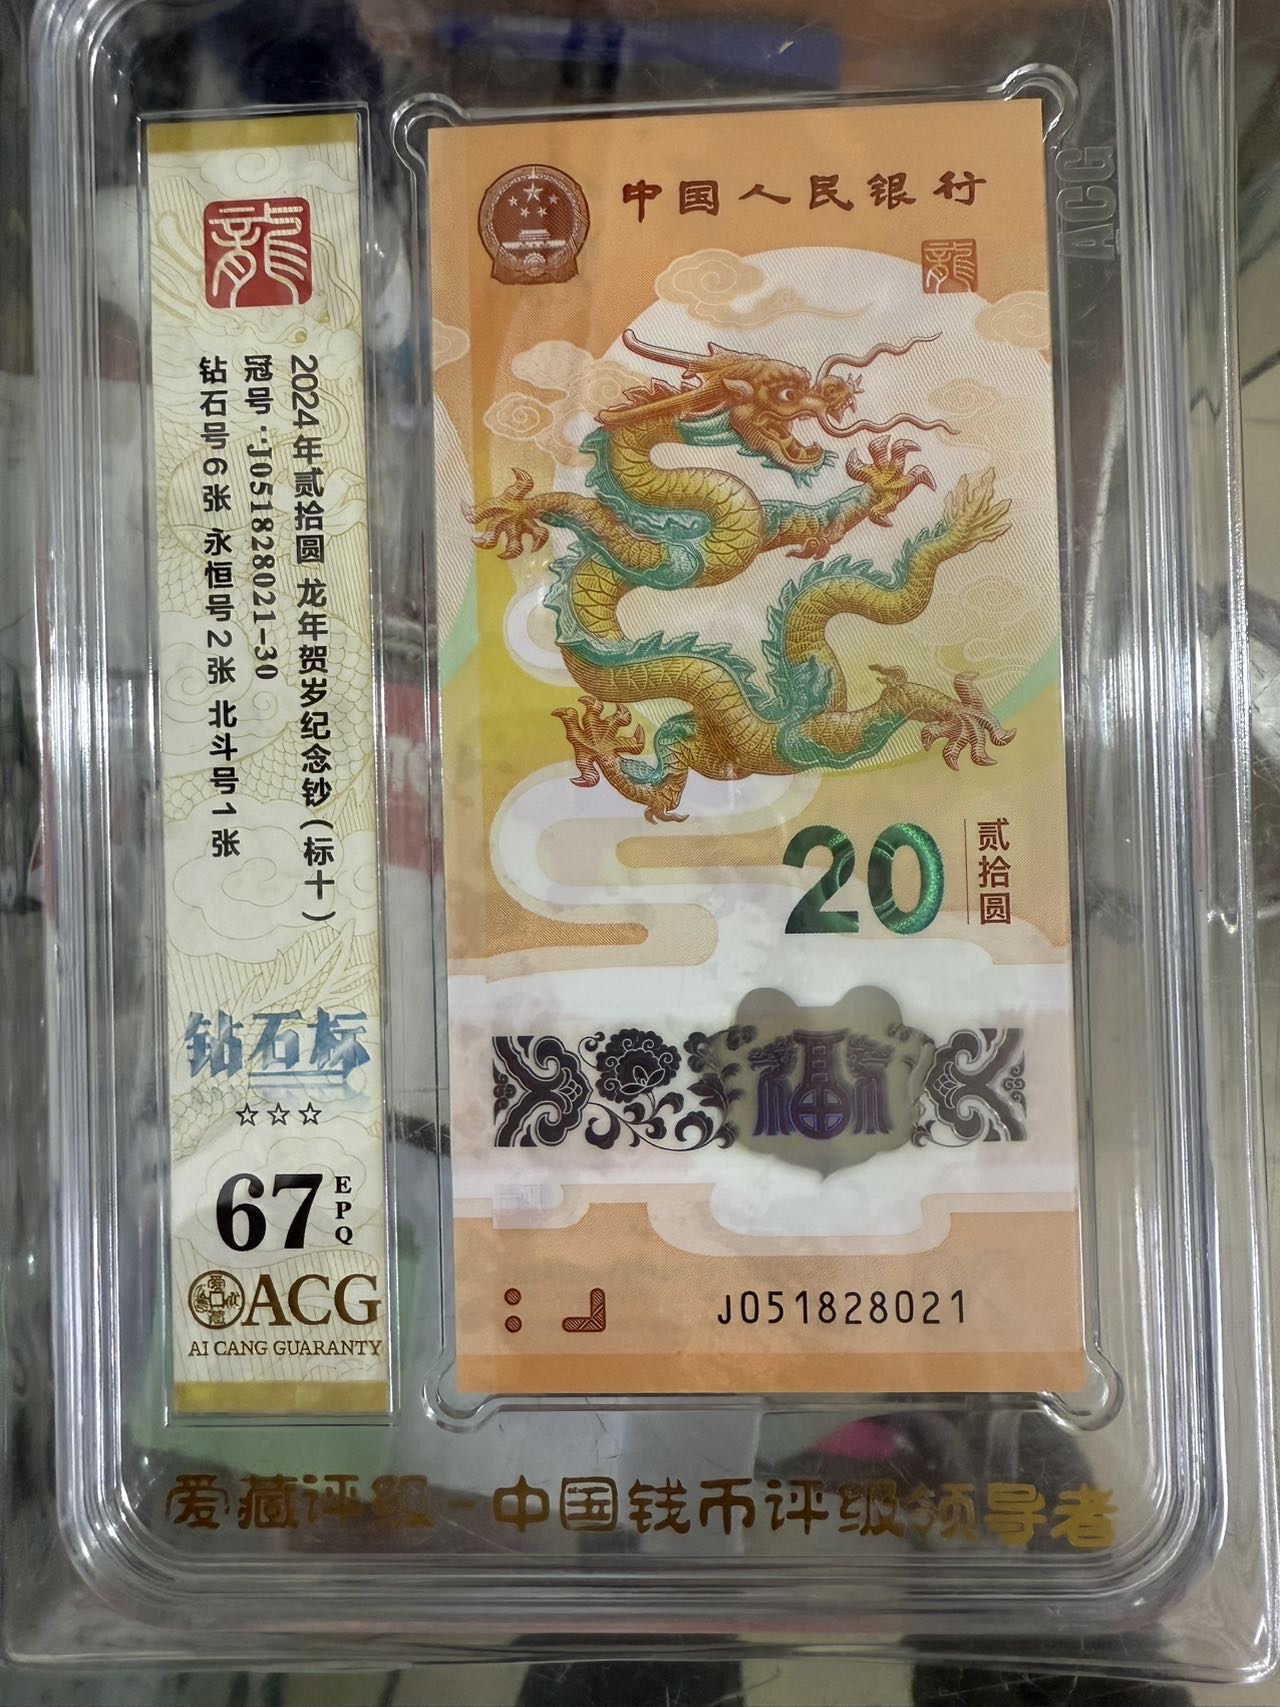 龍
2024年贰拾圆 龙年贺岁纪念钞(标十)
冠号:J051828021-30
钻石号6张 永恒号2张 北斗号1张
钻石标
☆☆☆
67
EPQ
爱藏
ACG
AI CANG GUARANTY
中国人民银行
龍
20
贰拾圆
福
J051828021
ACG
爱藏评级-中国钱币评级领导者